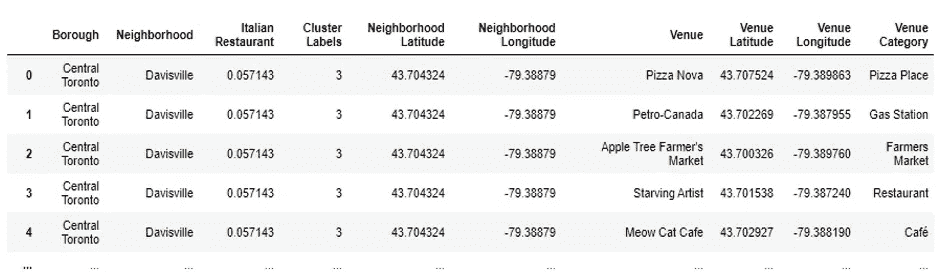 Borough Neighborhood Italian Restaurant Cluster Labels Neighborhood Latitude Neighborhood Longitude Venue Venue Latitude Venue Longitude Venue Category
0 Central Toronto Davisville 0.057143 3 43.704324 -79.38879 Pizza Nova 43.707524 -79.389863 Pizza Place
1 Central Toronto Davisville 0.057143 3 43.704324 -79.38879 Petro-Canada 43.702269 -79.387955 Gas Station
2 Central Toronto Davisville 0.057143 3 43.704324 -79.38879 Apple Tree Farmer's Market 43.700326 -79.389760 Farmers Market
3 Central Toronto Davisville 0.057143 3 43.704324 -79.38879 Starving Artist 43.701538 -79.387240 Restaurant
4 Central Toronto Davisville 0.057143 3 43.704324 -79.38879 Meow Cat Cafe 43.702927 -79.388190 Café
... ... ... ... ... ... ... ... ... ... ...